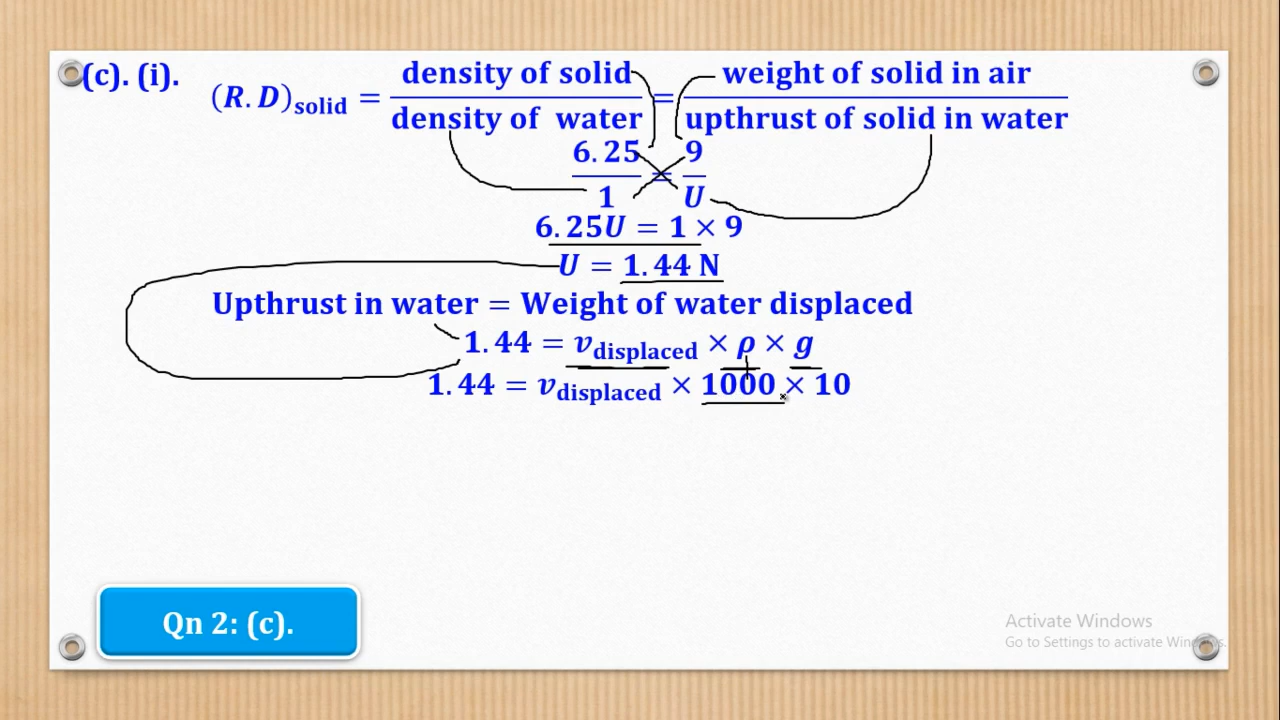 (c). (i). (R.D)solid = density of solid / density of water = weight of solid in air / upthrust of solid in water
6.25 / 1 = 9 / U
6.25U = 1 × 9
U = 1.44 N
Upthrust in water = Weight of water displaced
1.44 = vdisplaced × ρ × g
1.44 = vdisplaced × 1000 × 10
Qn 2: (c).
Activate Windows
Go to Settings to activate Windows.